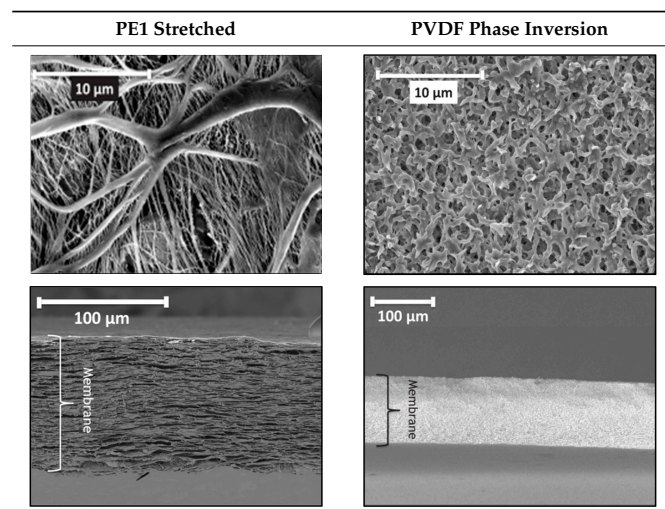 PE1 Stretched
PVDF Phase Inversion
10 µm
10 µm
100 µm
Membrane
100 µm
Membrane